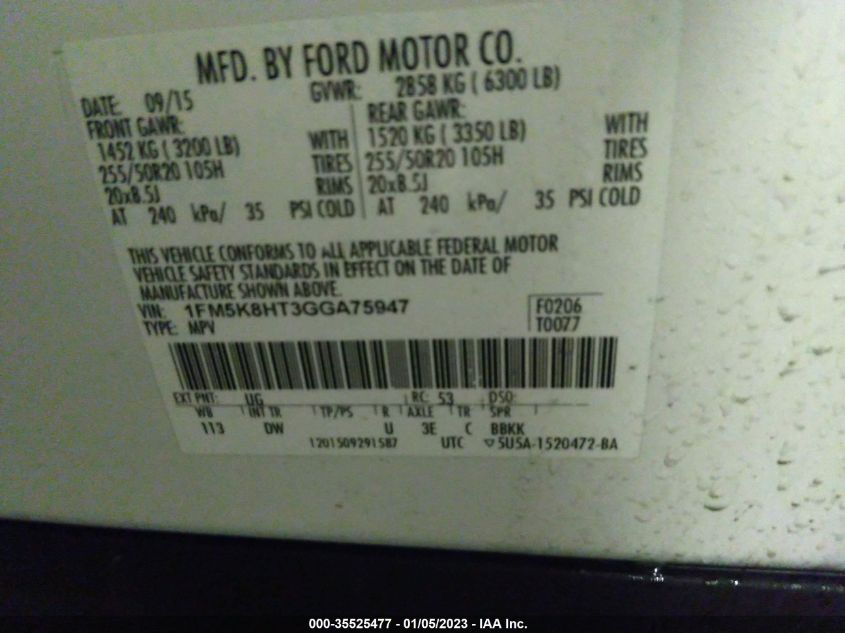 MFD. BY FORD MOTOR CO.
DATE: 09/15 GVWR: 2858 KG ( 6300 LB)
FRONT GAWR: REAR GAWR:
1452 KG ( 3200 LB) WITH 1520 KG ( 3350 LB) WITH
255/50R20 105H TIRES 255/50R20 105H TIRES
20x8.5J RIMS 20x8.5J RIMS
AT 240 kPa/ 35 PSI COLD AT 240 kPa/ 35 PSI COLD
THIS VEHICLE CONFORMS TO ALL APPLICABLE FEDERAL MOTOR
VEHICLE SAFETY STANDARDS IN EFFECT ON THE DATE OF
MANUFACTURE SHOWN ABOVE.
VIN: 1FM5K8HT3GGA75947 F0206
TYPE: MPV T0077
EXT PNT: UG RC: 53 DSO:
WB INT TR TP/PS R AXLE TR SPR
113 DW U 3E C BBKK
1201509291587 UTC ▽5U5A-1520472-BA
000-35525477 - 01/05/2023 - IAA Inc.